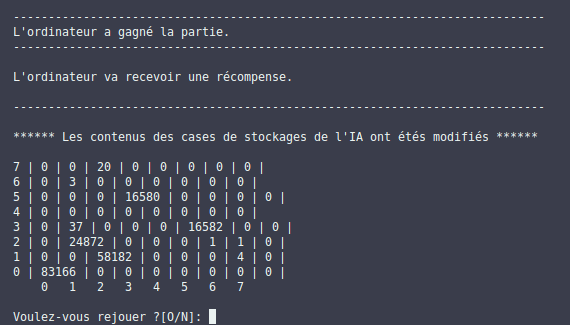 ----------------------------------------------------------------------------
L'ordinateur a gagné la partie.
----------------------------------------------------------------------------
L'ordinateur va recevoir une récompense.
----------------------------------------------------------------------------
****** Les contenus des cases de stockages de l'IA ont étés modifiés ******
7 | 0 | 0 | 20 | 0 | 0 | 0 | 0 | 0 |
6 | 0 | 3 | 0 | 0 | 0 | 0 | 0 | 0 |
5 | 0 | 0 | 0 | 16580 | 0 | 0 | 0 | 0 |
4 | 0 | 0 | 0 | 0 | 0 | 0 | 0 | 0 |
3 | 0 | 37 | 0 | 0 | 0 | 16582 | 0 | 0 |
2 | 0 | 24872 | 0 | 0 | 0 | 1 | 1 | 0 |
1 | 0 | 0 | 58182 | 0 | 0 | 0 | 4 | 0 |
0 | 83166 | 0 | 0 | 0 | 0 | 0 | 0 | 0 |
0 1 2 3 4 5 6 7
Voulez-vous rejouer ?[O/N]: